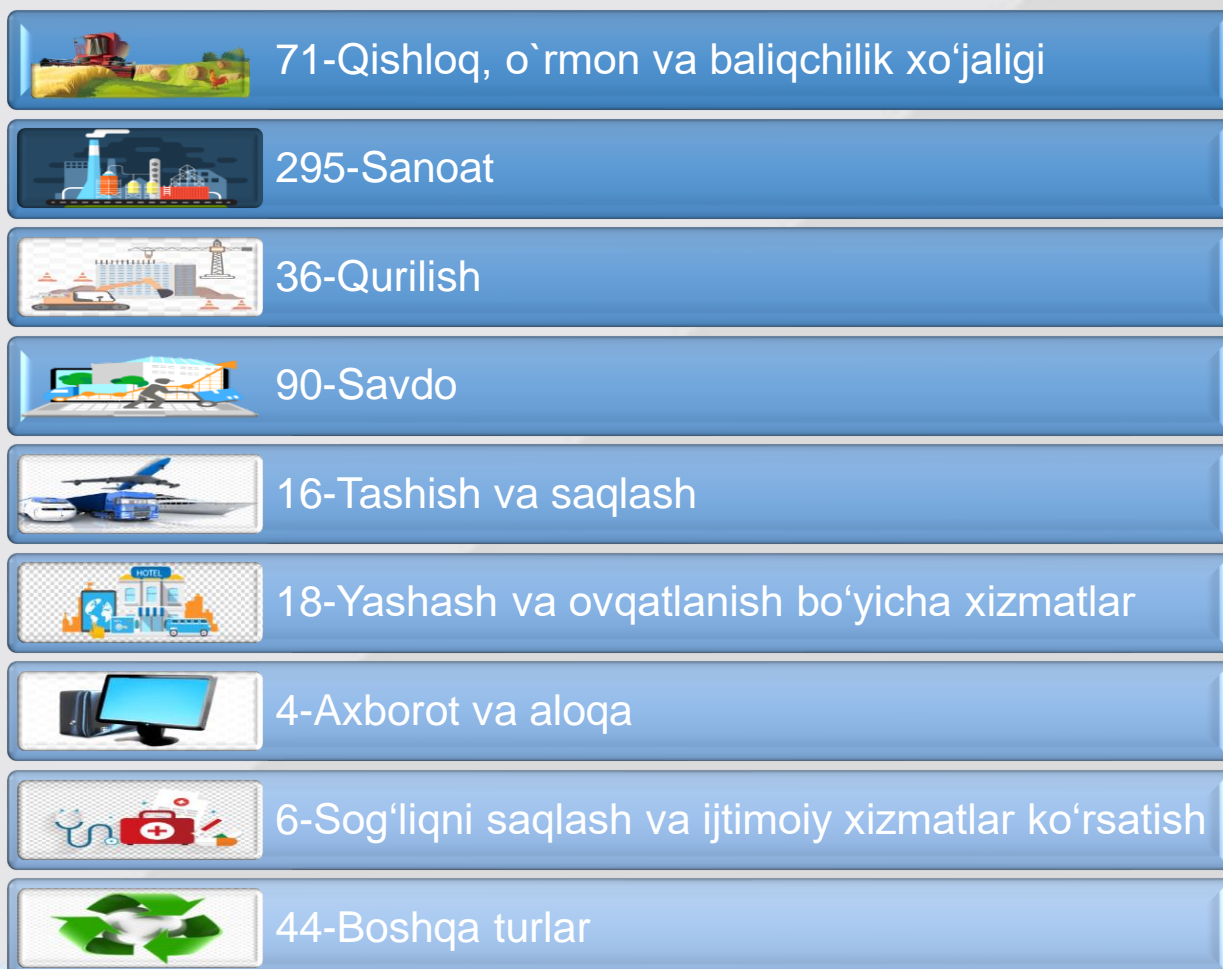 71-Qishloq, o`rmon va baliqchilik xo‘jaligi
295-Sanoat
36-Qurilish
90-Savdo
16-Tashish va saqlash
HOTEL
18-Yashash va ovqatlanish bo‘yicha xizmatlar
4-Axborot va aloqa
6-Sog‘liqni saqlash va ijtimoiy xizmatlar ko‘rsatish
44-Boshqa turlar